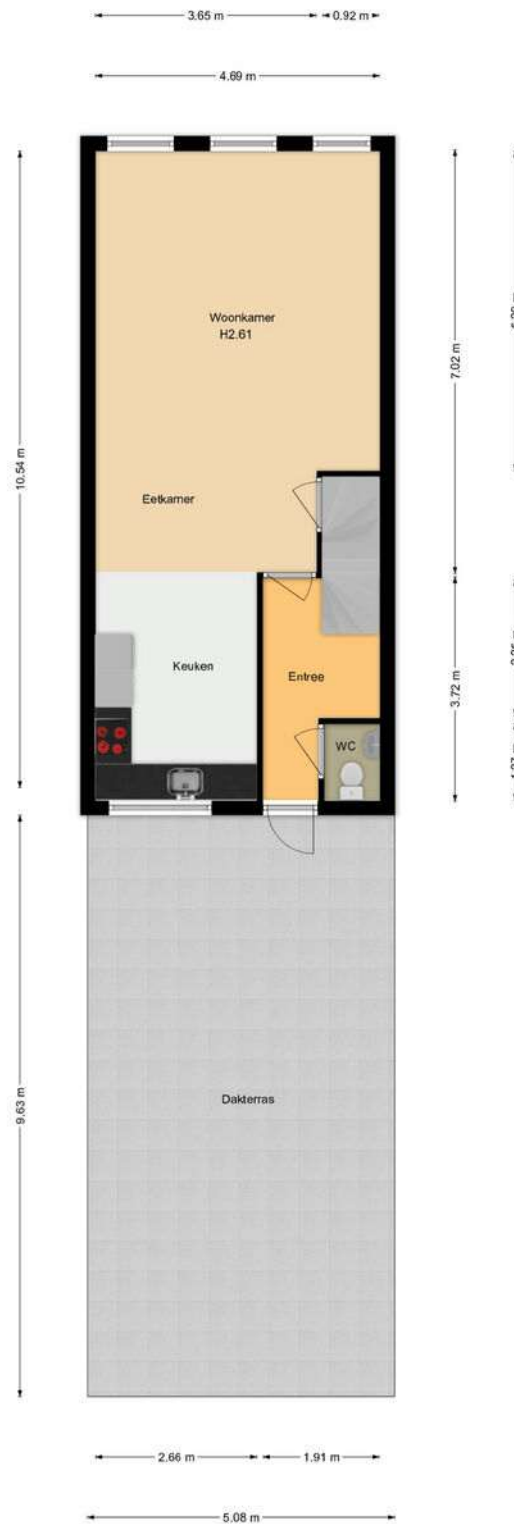 3.65 m
0.92 m
4.69 m
Woonkamer
H2.61
7.02 m
10.54 m
Eetkamer
Keuken
Entree
3.72 m
WC
Dakterras
9.63 m
2.66 m
1.91 m
5.08 m